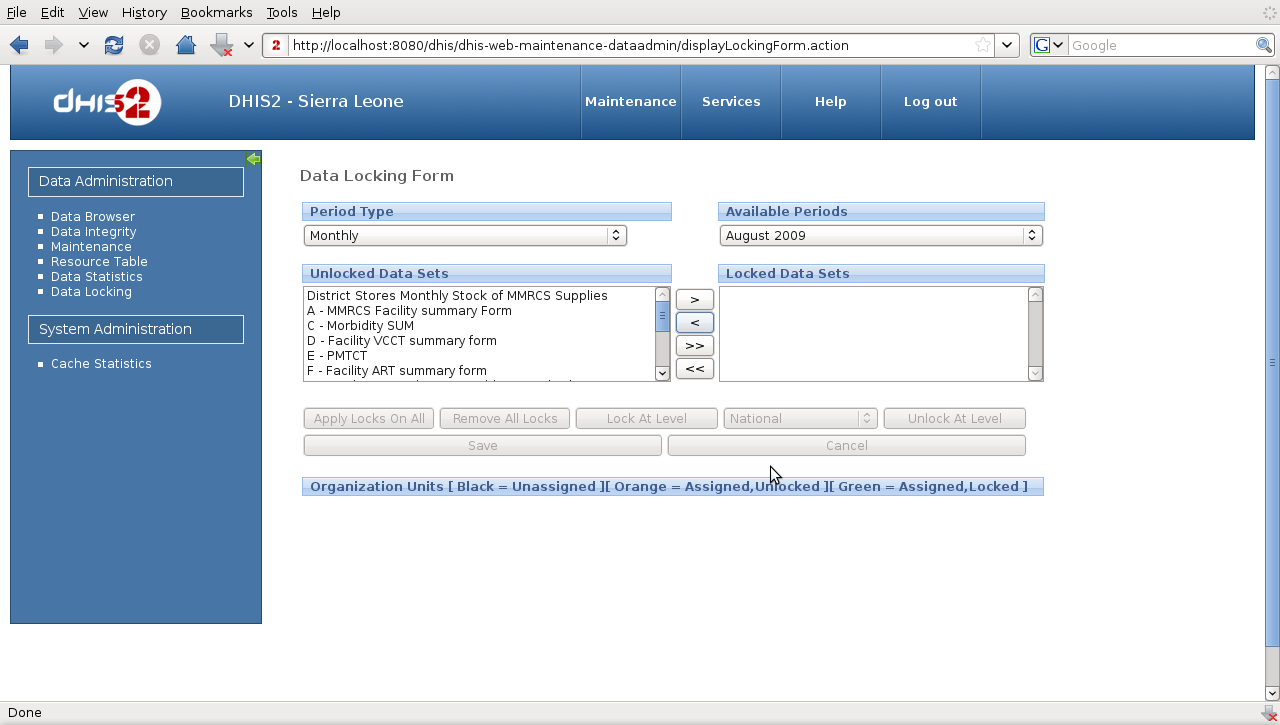 File Edit View History Bookmarks Tools Help
2 http://localhost:8080/dhis/dhis-web-maintenance-dataadmin/displayLockingForm.action G Google
dhis2 DHIS2 - Sierra Leone Maintenance Services Help Log out
Data Administration
Data Browser
Data Integrity
Maintenance
Resource Table
Data Statistics
Data Locking
System Administration
Cache Statistics
Data Locking Form
Period Type Available Periods
Monthly August 2009
Unlocked Data Sets Locked Data Sets
District Stores Monthly Stock of MMRCS Supplies
A - MMRCS Facility summary Form
C - Morbidity SUM
D - Facility VCCT summary form
E - PMTCT
F - Facility ART summary form
>
<
>>
<<
Apply Locks On All Remove All Locks Lock At Level National Unlock At Level
Save Cancel
Organization Units [ Black = Unassigned ][ Orange = Assigned,Unlocked ][ Green = Assigned,Locked ]
Done